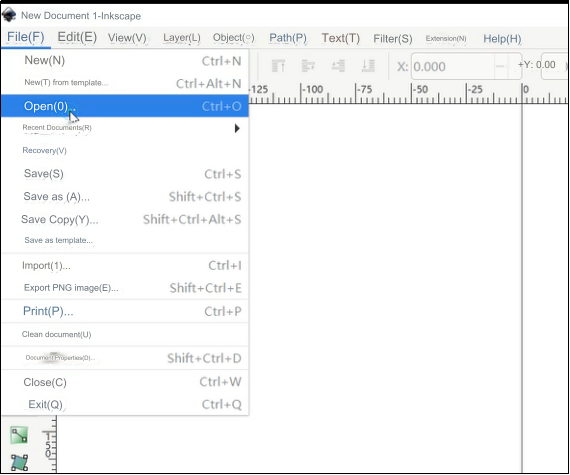 New Document 1-Inkscape
File(F) Edit(E) View(V) Layer(L) Object(○) Path(P) Text(T) Filter(S) Extension(N) Help(H)
X: 0.000 +Y: 0.00
-125 -100 -75 -50 -25 0
New(N) Ctrl+N
New(T) from template... Ctrl+Alt+N
Open(0)... Ctrl+O
Recent Documents(R)
Recovery(V)
Save(S) Ctrl+S
Save as (A)... Shift+Ctrl+S
Save Copy(Y)... Shift+Ctrl+Alt+S
Save as template...
Import(1)... Ctrl+I
Export PNG image(E)... Shift+Ctrl+E
Print(P)... Ctrl+P
Clean document(U)
Document Properties(D)... Shift+Ctrl+D
Close(C) Ctrl+W
Exit(Q) Ctrl+Q
150